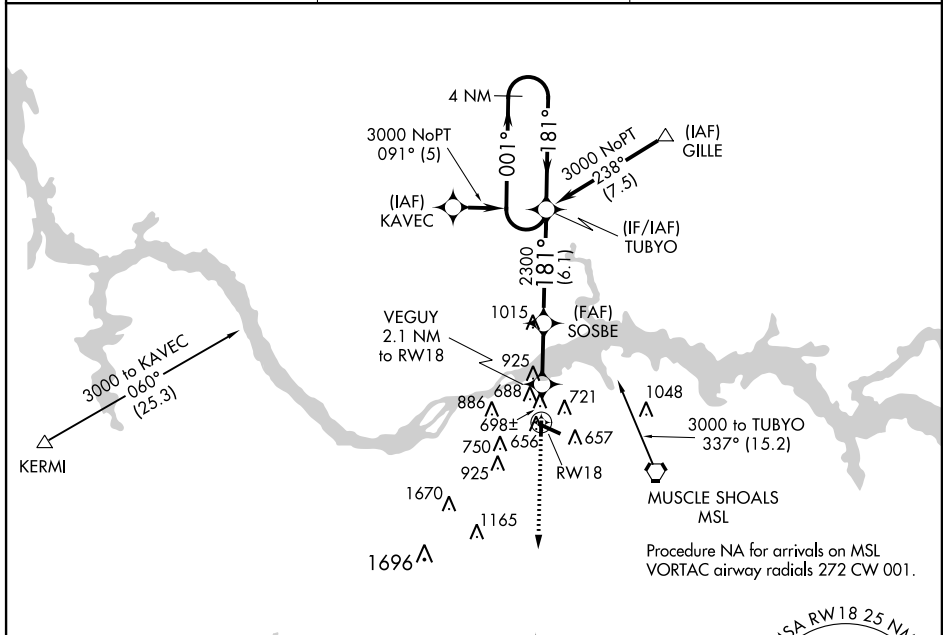 4 NM
001°
181°
3000 NoPT
091° (5)
(IAF)
KAVEC
3000 NoPT
238°
(7.5)
(IAF)
GILLE
(IF/IAF)
TUBYO
2300
181°
(6.1)
1015
(FAF)
SOSBE
VEGUY
2.1 NM
to RW18
925
688
886
721
698±
656
657
750
925
RW18
1048
3000 to TUBYO
337° (15.2)
3000 to KAVEC
060°
(25.3)
KERMI
MUSCLE SHOALS
MSL
1670
1165
1696
Procedure NA for arrivals on MSL
VORTAC airway radials 272 CW 001.
RW18 25